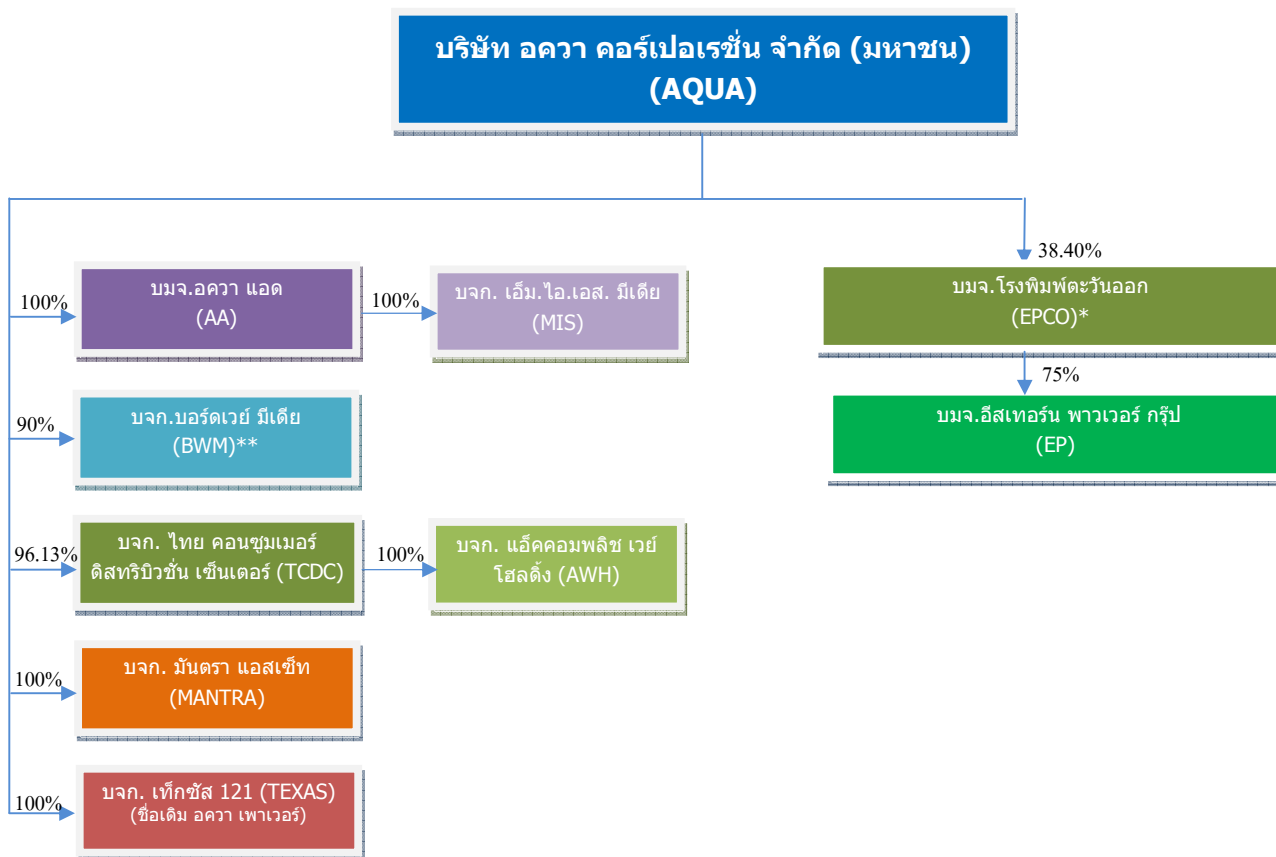 บริษัท อควา คอร์เปอเรชั่น จำกัด (มหาชน)
(AQUA)
38.40%
100%
บมจ.อควา แอด
(AA)
100%
บจก. เอ็ม.ไอ.เอส. มีเดีย
(MIS)
บมจ.โรงพิมพ์ตะวันออก
(EPCO)*
75%
90%
บจก.บอร์ดเวย์ มีเดีย
(BWM)**
บมจ.อีสเทอร์น พาวเวอร์ กรุ๊ป
(EP)
96.13%
บจก. ไทย คอนซูมเมอร์
ดิสทริบิวชั่น เซ็นเตอร์ (TCDC)
100%
บจก. แอ็คคอมพลิช เวย์
โฮลดิ้ง (AWH)
100%
บจก. มันตรา แอสเซ็ท
(MANTRA)
100%
บจก. เท็กซัส 121 (TEXAS)
(ชื่อเดิม อควา เพาเวอร์)